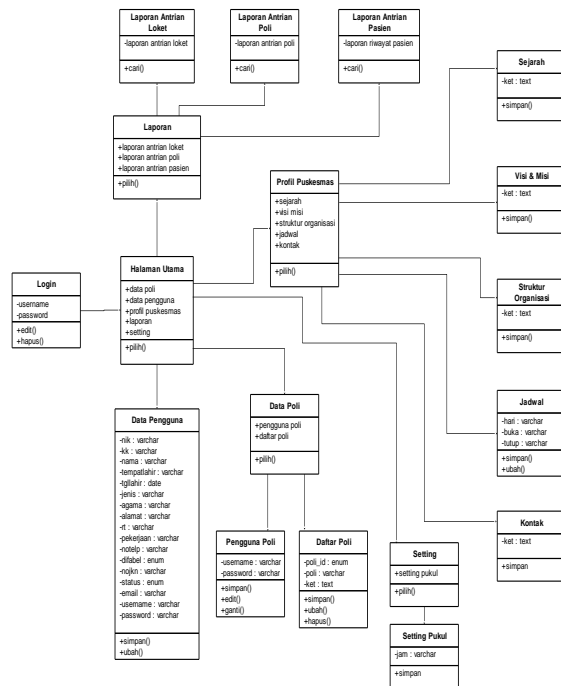 Laporan Antrian
Loket
-laporan antrian loket
+cari()
Laporan Antrian
Poli
-laporan antrian poli
+cari()
Laporan Antrian
Pasien
-laporan riwayat pasien
+cari()
Sejarah
-ket : text
+simpan()
Laporan
+laporan antrian loket
+laporan antrian poli
+laporan antrian pasien
+pilih()
Profil Puskesmas
+sejarah
+visi misi
+struktur organisasi
+jadwal
+kontak
+pilih()
Visi & Misi
-ket : text
+simpan()
Login
-username
-password
+edit()
+hapus()
Halaman Utama
+data poli
+data pengguna
+profil puskesmas
+laporan
+setting
+pilih()
Struktur
Organisasi
-ket : text
+simpan()
Data Pengguna
-nik : varchar
-kk : varchar
-nama : varchar
-tempatlahir : varchar
-tgllahir : date
-jenis : varchar
-agama : varchar
-alamat : varchar
-rt : varchar
-pekerjaan : varchar
-notelp : varchar
-difabel : enum
-nojkn : varchar
-status : enum
-email : varchar
-username : varchar
-password : varchar
+simpan()
+ubah()
Data Poli
+pengguna poli
+daftar poli
+pilih()
Jadwal
-hari : varchar
-buka : varchar
-tutup : varchar
+simpan()
+ubah()
Pengguna Poli
-username : varchar
-password : varchar
+simpan()
+edit()
+ganti()
Daftar Poli
-poli_id : enum
-poli : varchar
-ket : text
+simpan()
+ubah()
+hapus()
Setting
+setting pukul
+pilih()
Kontak
-ket : text
+simpan
Setting Pukul
-jam : varchar
+simpan